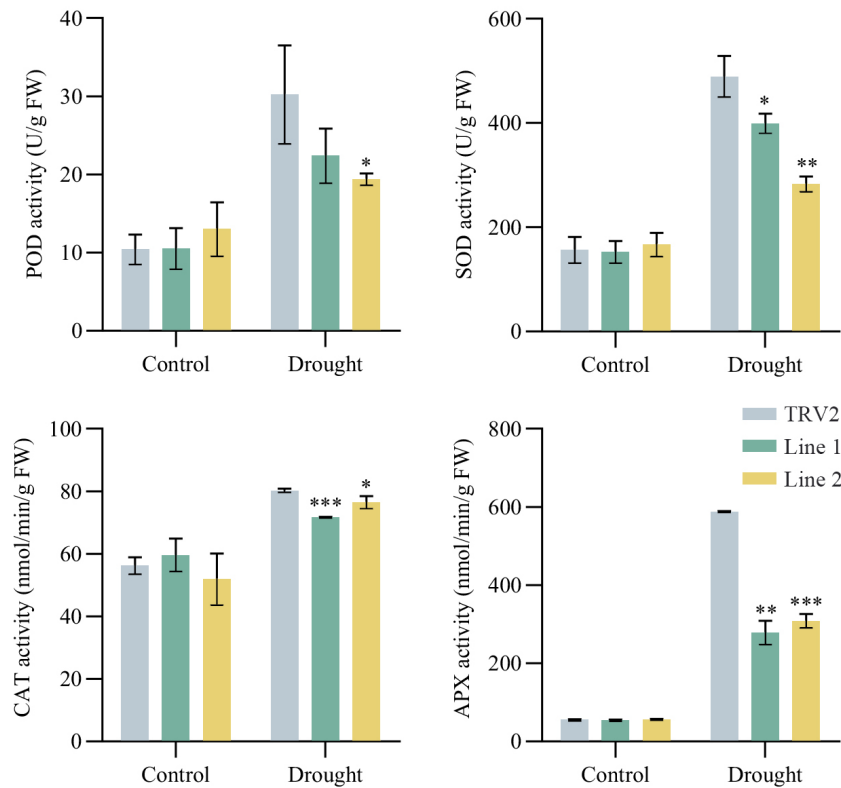 POD activity (U/g FW)
40
30
20
10
0
*
Control
Drought
SOD activity (U/g FW)
600
400
200
0
*
**
Control
Drought
CAT activity (nmol/min/g FW)
100
80
60
40
20
0
***
*
Control
Drought
APX activity (nmol/min/g FW)
800
600
400
200
0
TRV2
Line 1
Line 2
**
***
Control
Drought